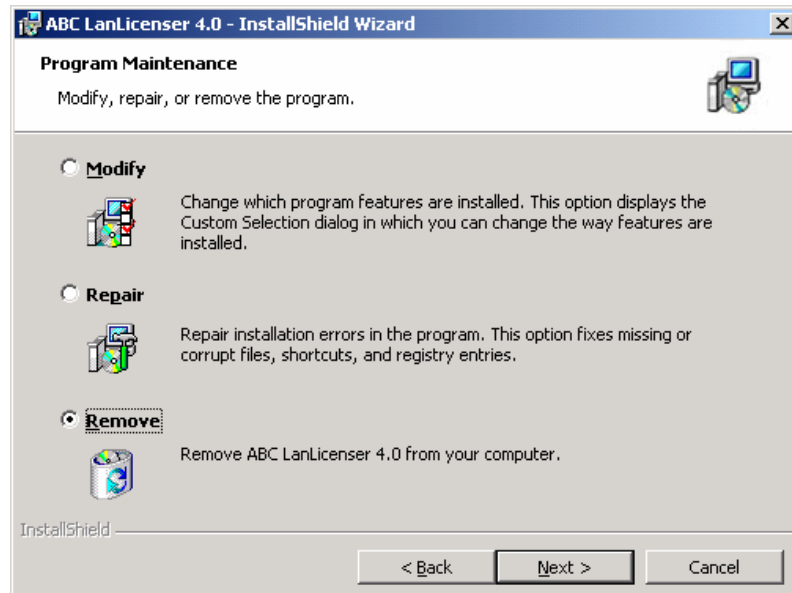 ABC LanLicenser 4.0 - InstallShield Wizard
Program Maintenance
Modify, repair, or remove the program.
Modify
Change which program features are installed. This option displays the
Custom Selection dialog in which you can change the way features are
installed.
Repair
Repair installation errors in the program. This option fixes missing or
corrupt files, shortcuts, and registry entries.
Remove
Remove ABC LanLicenser 4.0 from your computer.
InstallShield
< Back
Next >
Cancel